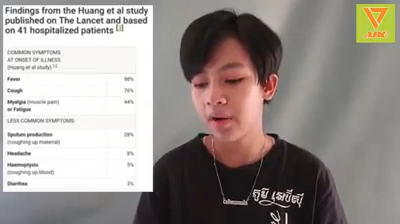 Findings from the Huang et al study
published on The Lancet and based
on 41 hospitalized patients
COMMON SYMPTOMS
AT ONSET OF ILLNESS
(Huang et al study)
Fever 98%
Cough 76%
Myalgia (muscle pain) 44%
or Fatigue
LESS COMMON SYMPTOMS:
Sputum production 28%
(coughing up material)
Headache 8%
Haemoptysis 5%
(coughing up blood)
Diarrhea 3%